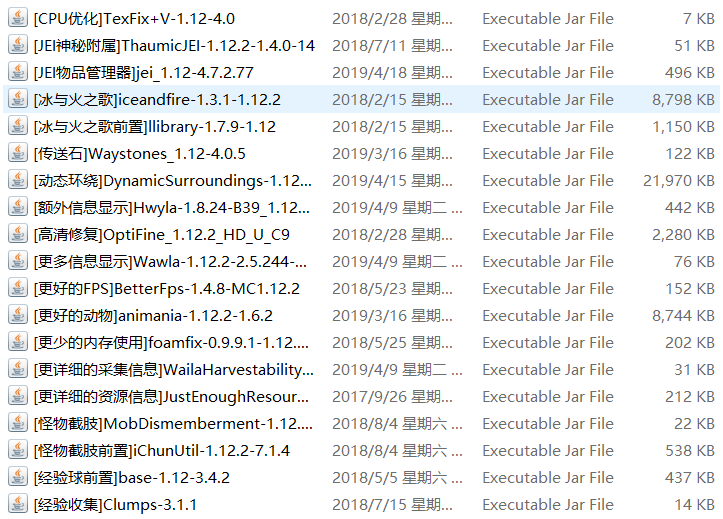 [CPU优化]TexFix+V-1.12-4.0 2018/2/28 星期... Executable Jar File 7 KB
[JEI神秘附属]ThaumicJEI-1.12.2-1.4.0-14 2018/7/11 星期... Executable Jar File 51 KB
[JEI物品管理器]jei_1.12-4.7.2.77 2019/4/18 星期... Executable Jar File 496 KB
[冰与火之歌]iceandfire-1.3.1-1.12.2 2018/2/15 星期... Executable Jar File 8,798 KB
[冰与火之歌前置]llibrary-1.7.9-1.12 2018/2/15 星期... Executable Jar File 1,150 KB
[传送石]Waystones_1.12-4.0.5 2019/3/16 星期... Executable Jar File 122 KB
[动态环绕]DynamicSurroundings-1.12... 2019/4/15 星期... Executable Jar File 21,970 KB
[额外信息显示]Hwyla-1.8.24-B39_1.12... 2019/4/9 星期二 ... Executable Jar File 442 KB
[高清修复]OptiFine_1.12.2_HD_U_C9 2018/2/28 星期... Executable Jar File 2,280 KB
[更多信息显示]Wawla-1.12.2-2.5.244-... 2019/4/9 星期二 ... Executable Jar File 76 KB
[更好的FPS]BetterFps-1.4.8-MC1.12.2 2018/5/23 星期... Executable Jar File 152 KB
[更好的动物]animania-1.12.2-1.6.2 2019/3/16 星期... Executable Jar File 8,744 KB
[更少的内存使用]foamfix-0.9.9.1-1.12.... 2018/5/25 星期... Executable Jar File 202 KB
[更详细的采集信息]WailaHarvestability... 2019/4/9 星期二 ... Executable Jar File 31 KB
[更详细的资源信息]JustEnoughResour... 2017/9/26 星期... Executable Jar File 212 KB
[怪物截肢]MobDismemberment-1.12.... 2018/8/4 星期六 ... Executable Jar File 22 KB
[怪物截肢前置]iChunUtil-1.12.2-7.1.4 2018/8/4 星期六 ... Executable Jar File 538 KB
[经验球前置]base-1.12-3.4.2 2018/5/5 星期六 ... Executable Jar File 437 KB
[经验收集]Clumps-3.1.1 2018/7/15 星期... Executable Jar File 14 KB